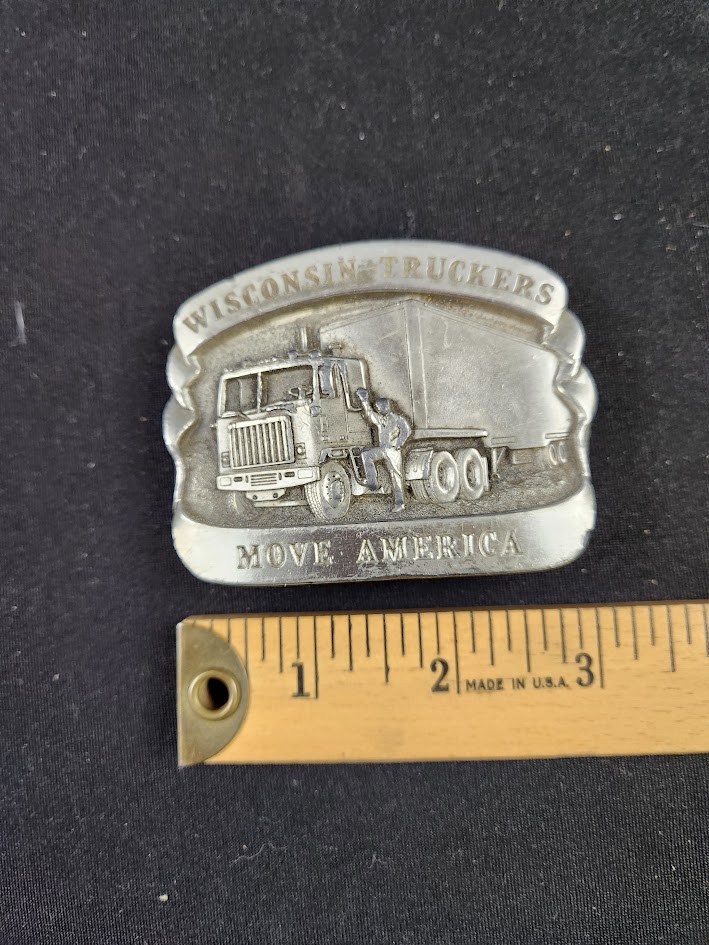 WISCONSIN TRUCKERS
MOVE AMERICA
1 2 MADE IN U.S.A. 3